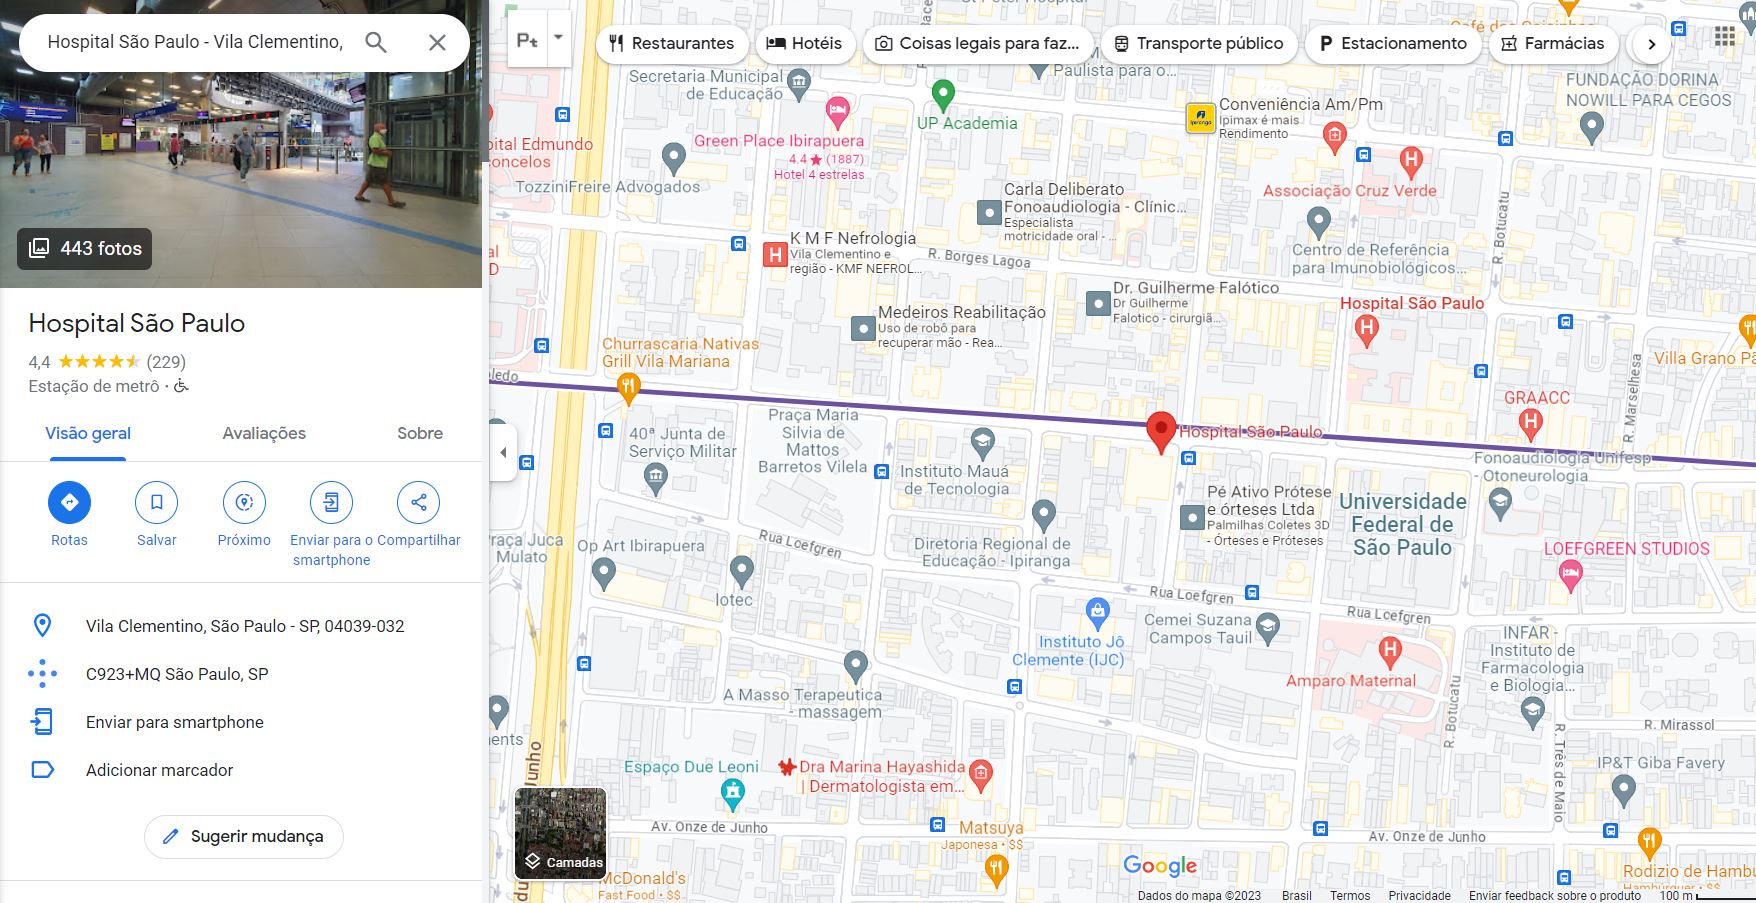 Hospital São Paulo - Vila Clementino,
443 fotos
Hospital São Paulo
4,4 (229)
Estação de metrô ·
Visão geral
Avaliações
Sobre
Rotas
Salvar
Próximo
Enviar para o
smartphone
Compartilhar
Vila Clementino, São Paulo - SP, 04039-032
C923+MQ São Paulo, SP
Enviar para smartphone
Adicionar marcador
Sugerir mudança
Restaurantes
Hotéis
Coisas legais para faz...
Transporte público
Estacionamento
Farmácias
Secretaria Municipal
de Educação
Paulista para o...
FUNDAÇÃO DORINA
NOWILL PARA CEGOS
Green Place Ibirapuera
4.4 (1887)
Hotel 4 estrelas
UP Academia
Conveniência Am/Pm
Ipimax é mais
Rendimento
Ipiranga
pital Edmundo
oncelos
TozziniFreire Advogados
Carla Deliberato
Fonoaudiologia - Clínic...
Especialista
motricidade oral - ...
Associação Cruz Verde
K M F Nefrologia
Vila Clementino e
região - KMF NEFROL...
R. Borges Lagoa
Centro de Referência
para Imunobiológicos...
R. Botucatu
Dr. Guilherme Falótico
Dr Guilherme
Falotico - cirurgiã...
Hospital São Paulo
Medeiros Reabilitação
Uso de robô para
recuperar mão - Rea...
Churrascaria Nativas
Grill Vila Mariana
Villa Grano Pã
R. Marselhesa
GRAACC
ledo
40ª Junta de
Serviço Militar
Praça Maria
Silvia de
Mattos
Barretos Vilela
Instituto Mauá
de Tecnologia
Hospital São Paulo
Fonoaudiologia Unifesp
- Otoneurologia
Pé Ativo Prótese
e órteses Ltda
Palmilhas Coletes 3D
- Órteses e Próteses
Universidade
Federal de
São Paulo
raça Juca
Mulato
Op Art Ibirapuera
Rua Loefgren
Diretoria Regional de
Educação - Ipiranga
LOEFGREEN STUDIOS
Iotec
Rua Loefgren
Rua Loefgren
Instituto Jô
Clemente (IJC)
Cemei Suzana
Campos Tauil
INFAR -
Instituto de
Farmacologia
e Biologia...
Amparo Maternal
A Masso Terapeutica
- massagem
R. Botucatu
R. Mirassol
R. Três de Maio
ents
Junho
Espaço Due Leoni
Dra Marina Hayashida
| Dermatologista em...
IP&T Giba Favery
Av. Onze de Junho
Matsuya
Japonesa · $$
Av. Onze de Junho
Camadas
McDonald's
Fast Food · $$
Google
Rodizio de Hambu
Hambúrguer · $$
Dados do mapa ©2023
Brasil
Termos
Privacidade
Enviar feedback sobre o produto
100 m